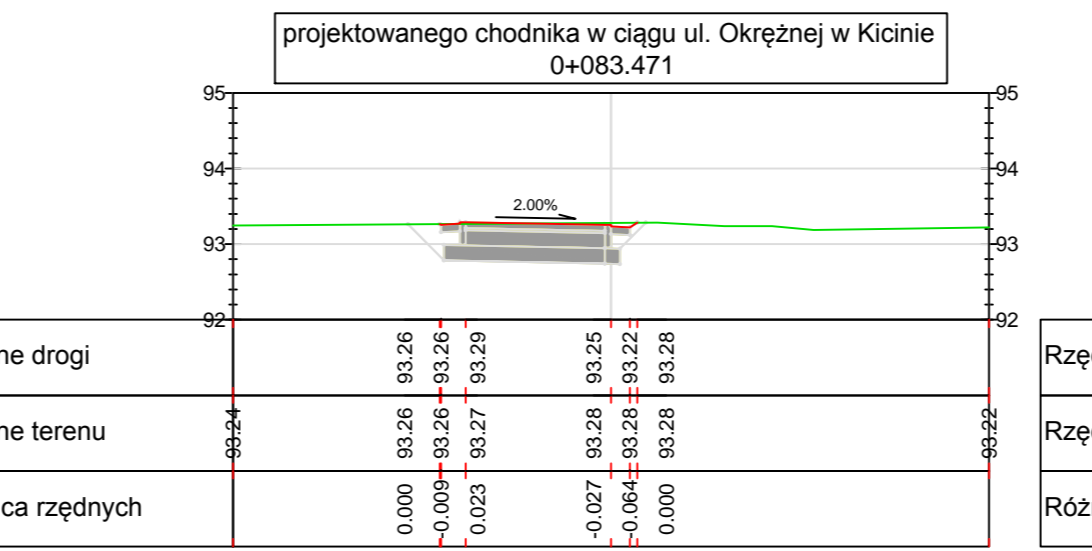 projektowanego chodnika w ciągu ul. Okrężnej w Kicinie
0+083.471
95 95
94 94
2.00%
93 93
92 92
ne drogi 93.26 93.26 93.29 93.25 93.22 93.28 Rzę
ne terenu 93.24 93.26 93.26 93.27 93.28 93.28 93.28 93.22 Rzę
ca rzędnych 0.000 -0.009 0.023 -0.027 -0.064 0.000 Róż